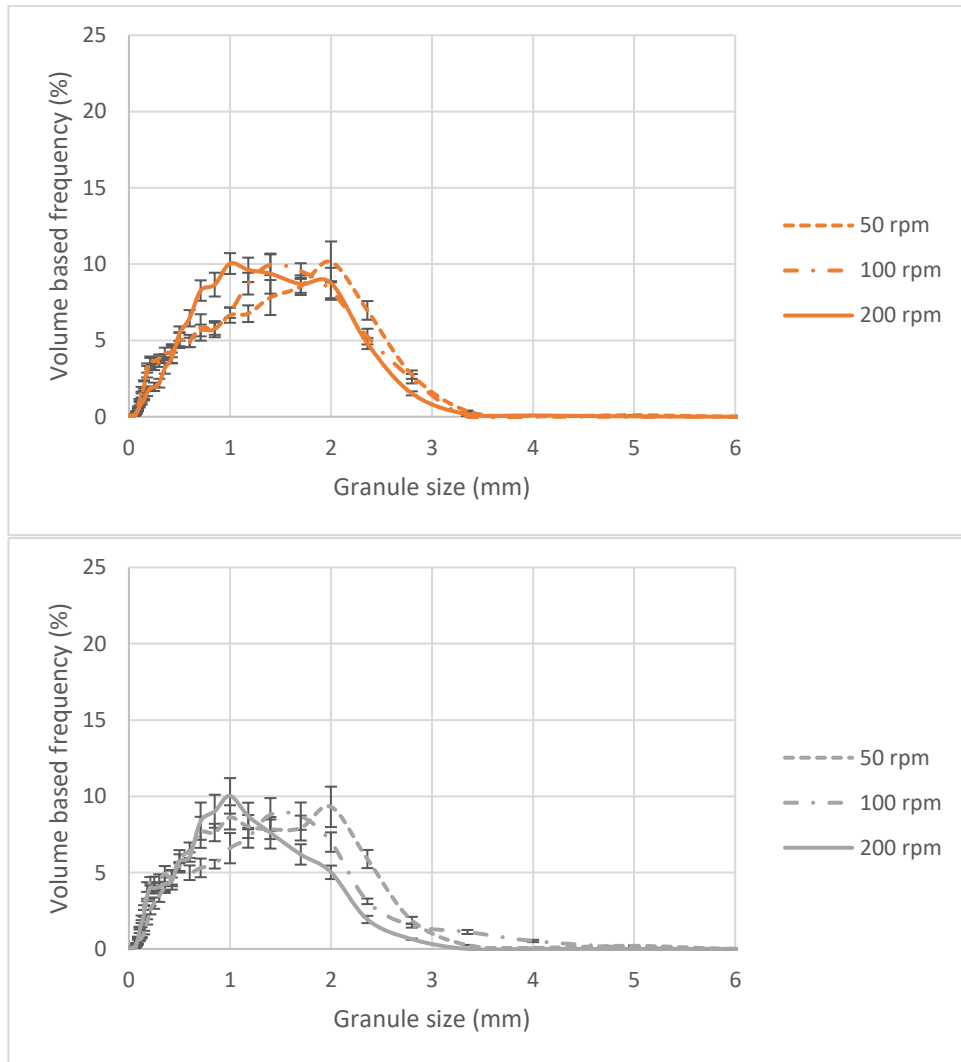 25
20
15
10
5
0
Volume based frequency (%)
0 1 2 3 4 5 6
Granule size (mm)
50 rpm
100 rpm
200 rpm
25
20
15
10
5
0
Volume based frequency (%)
0 1 2 3 4 5 6
Granule size (mm)
50 rpm
100 rpm
200 rpm